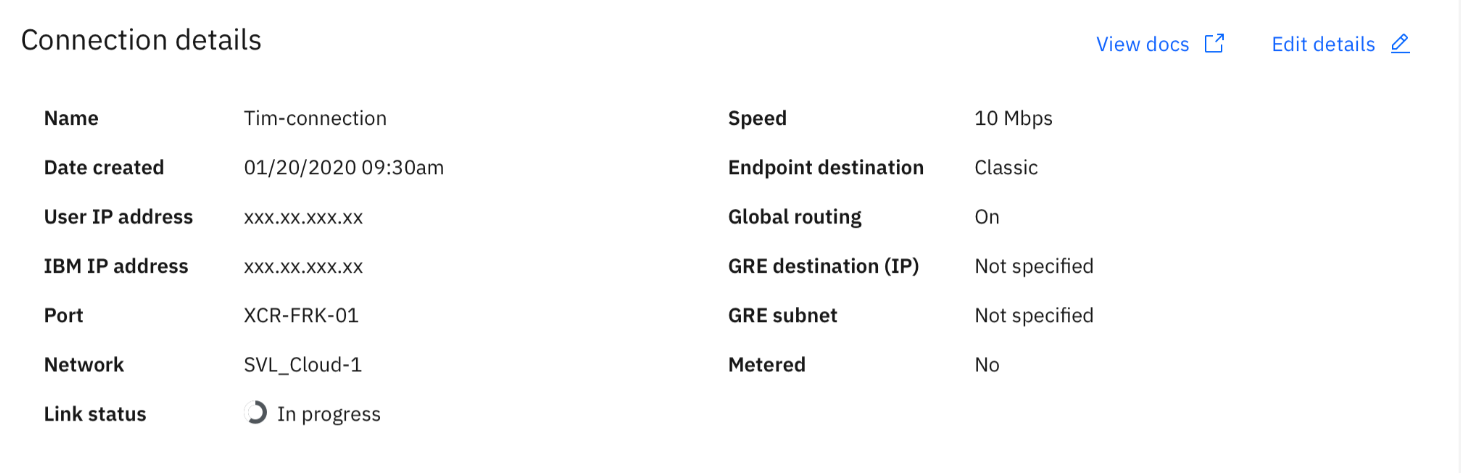 Connection details
View docs
Edit details
Name Tim-connection
Date created 01/20/2020 09:30am
User IP address xxx.xx.xxx.xx
IBM IP address xxx.xx.xxx.xx
Port XCR-FRK-01
Network SVL_Cloud-1
Link status In progress
Speed 10 Mbps
Endpoint destination Classic
Global routing On
GRE destination (IP) Not specified
GRE subnet Not specified
Metered No